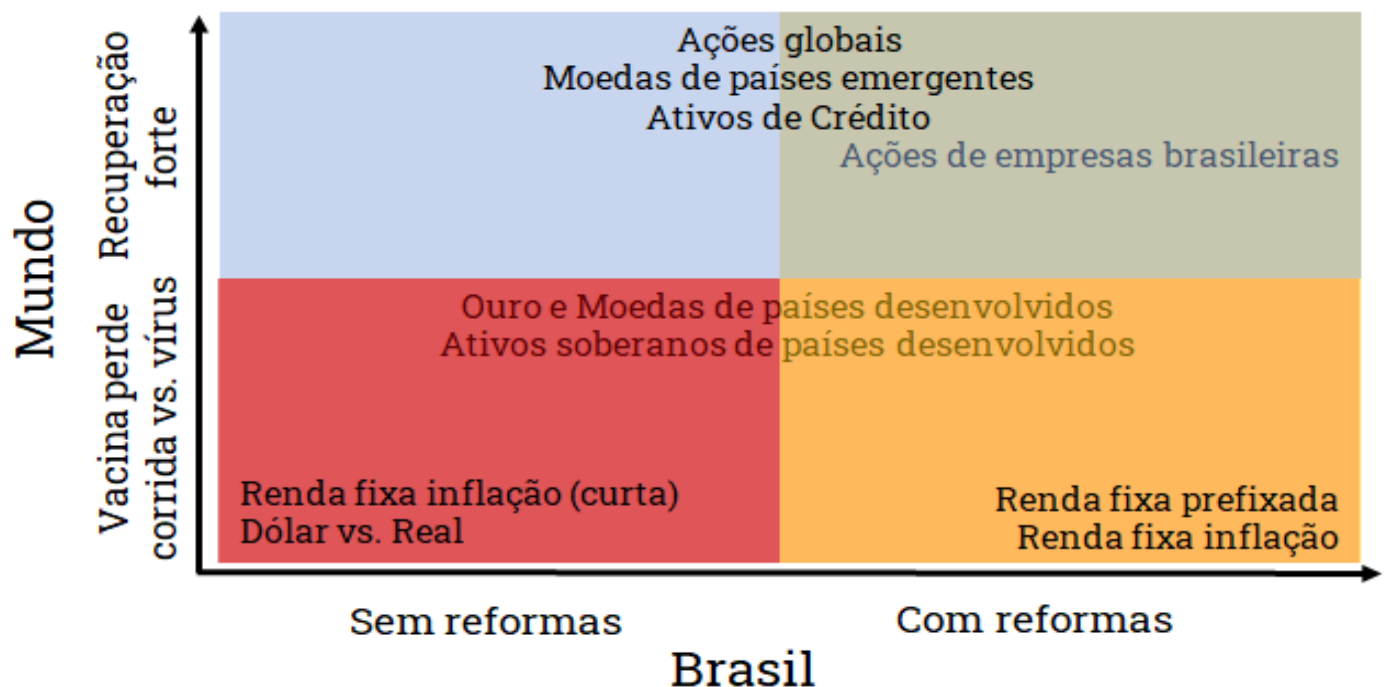 Mundo
Recuperação
forte
Vacina perde
corrida vs. vírus
Ações globais
Moedas de países emergentes
Ativos de Crédito
Ações de empresas brasileiras
Ouro e Moedas de países desenvolvidos
Ativos soberanos de países desenvolvidos
Renda fixa inflação (curta)
Dólar vs. Real
Renda fixa prefixada
Renda fixa inflação
Sem reformas
Com reformas
Brasil